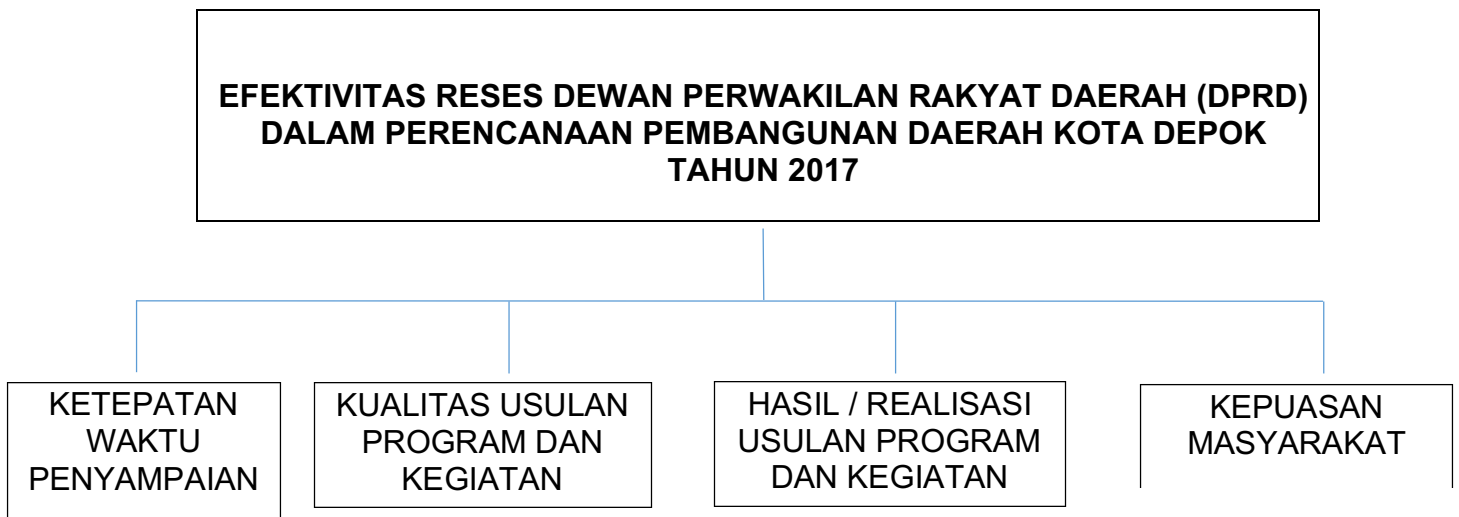 EFEKTIVITAS RESES DEWAN PERWAKILAN RAKYAT DAERAH (DPRD)
DALAM PERENCANAAN PEMBANGUNAN DAERAH KOTA DEPOK
TAHUN 2017
KETEPATAN
WAKTU
PENYAMPAIAN
KUALITAS USULAN
PROGRAM DAN
KEGIATAN
HASIL / REALISASI
USULAN PROGRAM
DAN KEGIATAN
KEPUASAN
MASYARAKAT